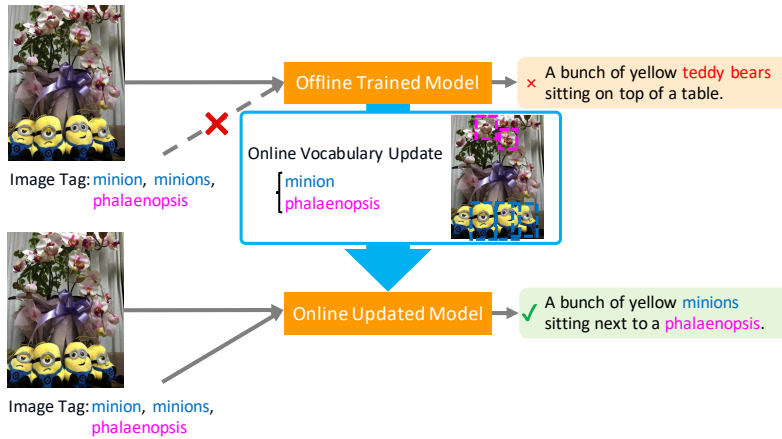 Offline Trained Model
× A bunch of yellow teddy bears
sitting on top of a table.
Image Tag: minion, minions,
phalaenopsis
Online Vocabulary Update
minion
phalaenopsis
Online Updated Model
A bunch of yellow minions
sitting next to a phalaenopsis.
Image Tag: minion, minions,
phalaenopsis